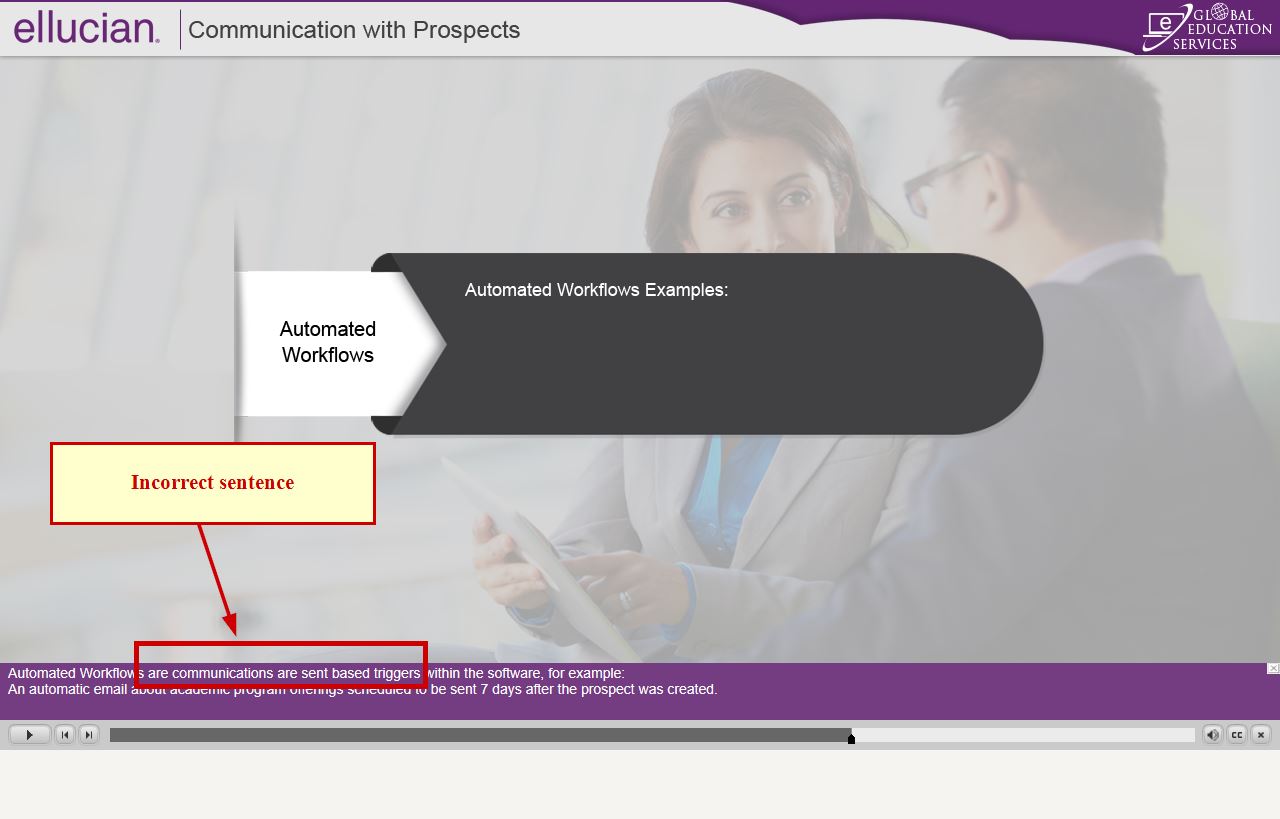 ellucian.
Communication with Prospects
e
GLOBAL
EDUCATION
SERVICES
Automated Workflows Examples:
Automated
Workflows
Incorrect sentence
Automated Workflows are communications are sent based triggers within the software, for example:
An automatic email about academic program offerings scheduled to be sent 7 days after the prospect was created.
CC